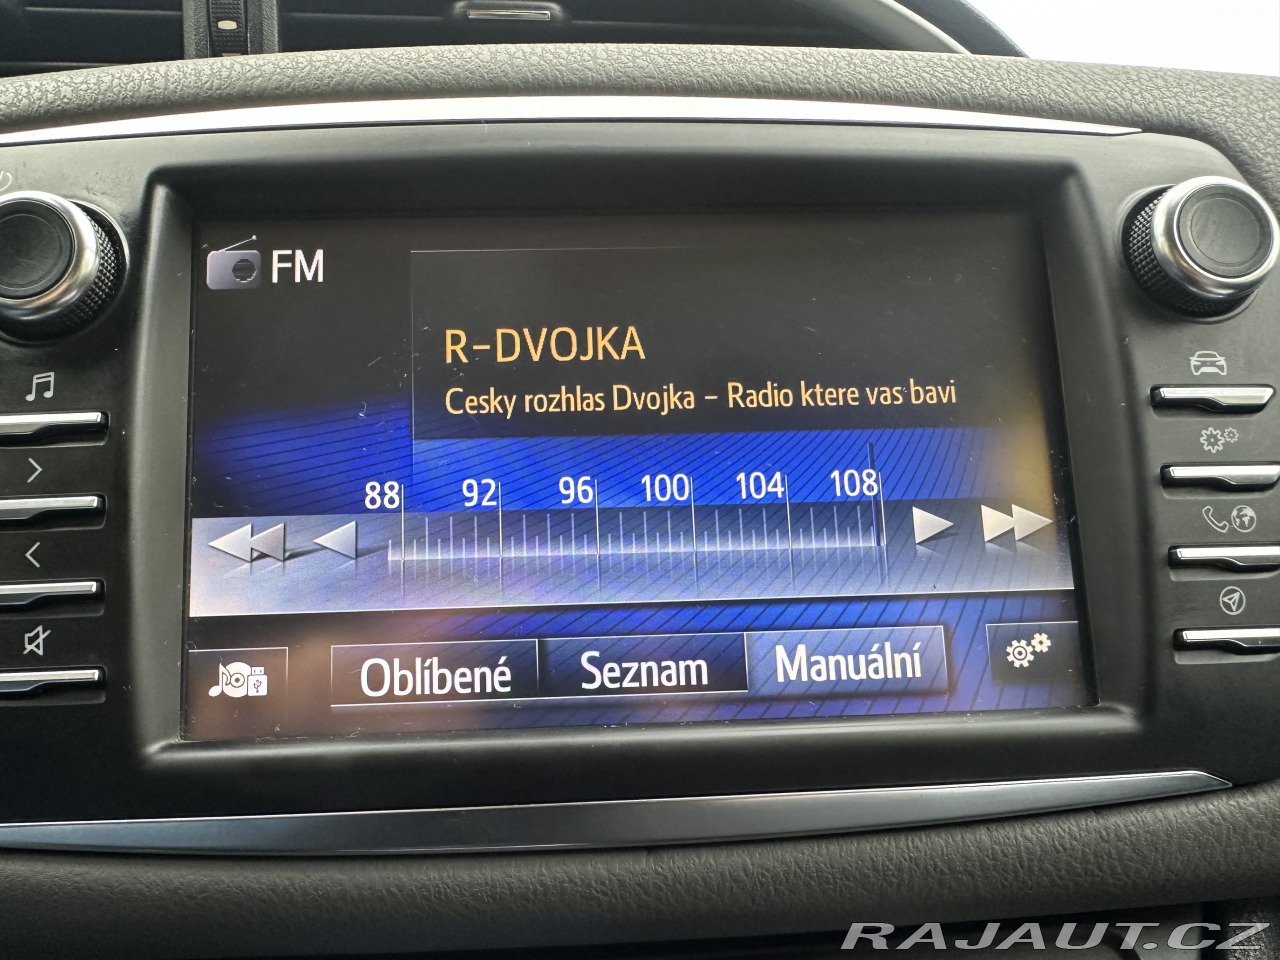 FM
R-DVOJKA
Cesky rozhlas Dvojka - Radio ktere vas bavi
88 92 96 100 104 108
Oblíbené Seznam Manuální
RAJAUT.CZ